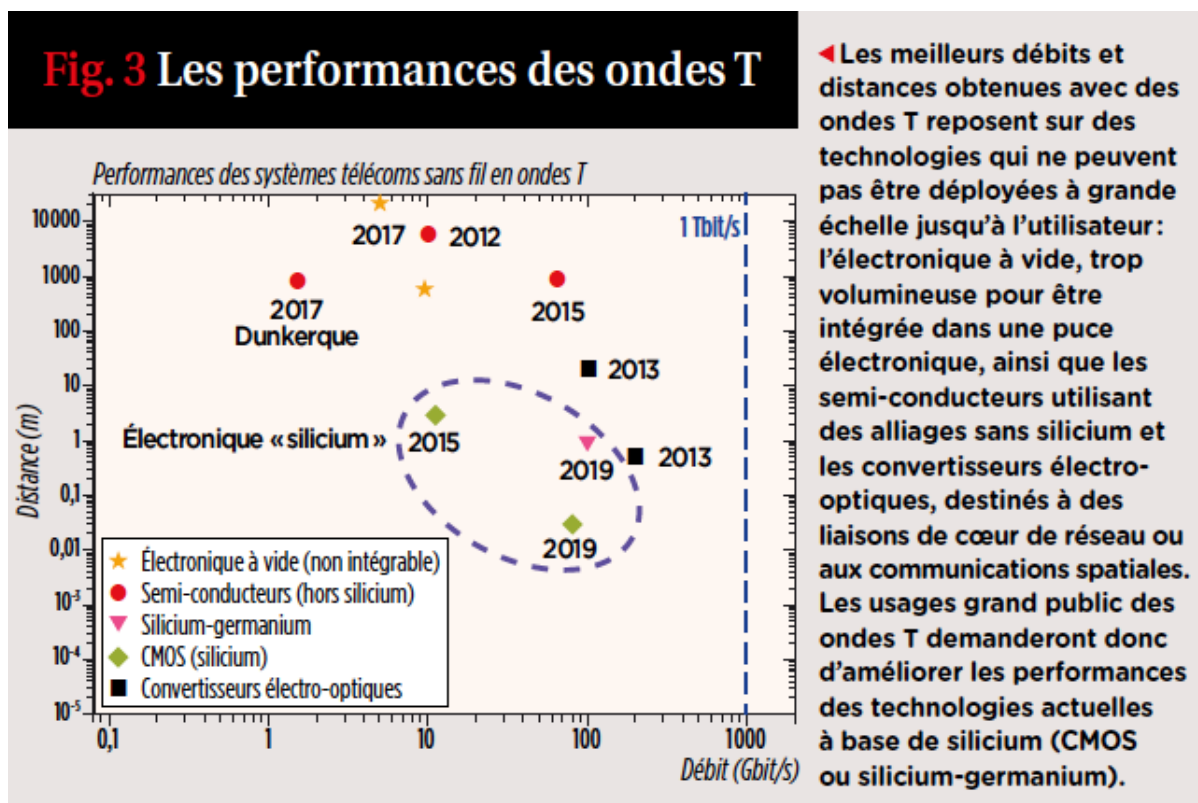 Fig. 3 Les performances des ondes T
Performances des systèmes télécoms sans fil en ondes T
10000
1000
100
10
1
0,1
0,01
10⁻³
10⁻⁴
10⁻⁵
Distance (m)
1 Tbit/s
2017
2012
2017
Dunkerque
2015
2013
Électronique « silicium »
2015
2019
2013
2019
★ Électronique à vide (non intégrable)
● Semi-conducteurs (hors silicium)
▼ Silicium-germanium
◆ CMOS (silicium)
■ Convertisseurs électro-optiques
0,1
1
10
100
1000
Débit (Gbit/s)
◀ Les meilleurs débits et
distances obtenues avec des
ondes T reposent sur des
technologies qui ne peuvent
pas être déployées à grande
échelle jusqu’à l’utilisateur :
l’électronique à vide, trop
volumineuse pour être
intégrée dans une puce
électronique, ainsi que les
semi-conducteurs utilisant
des alliages sans silicium et
les convertisseurs électro-
optiques, destinés à des
liaisons de cœur de réseau ou
aux communications spatiales.
Les usages grand public des
ondes T demanderont donc
d’améliorer les performances
des technologies actuelles
à base de silicium (CMOS
ou silicium-germanium).